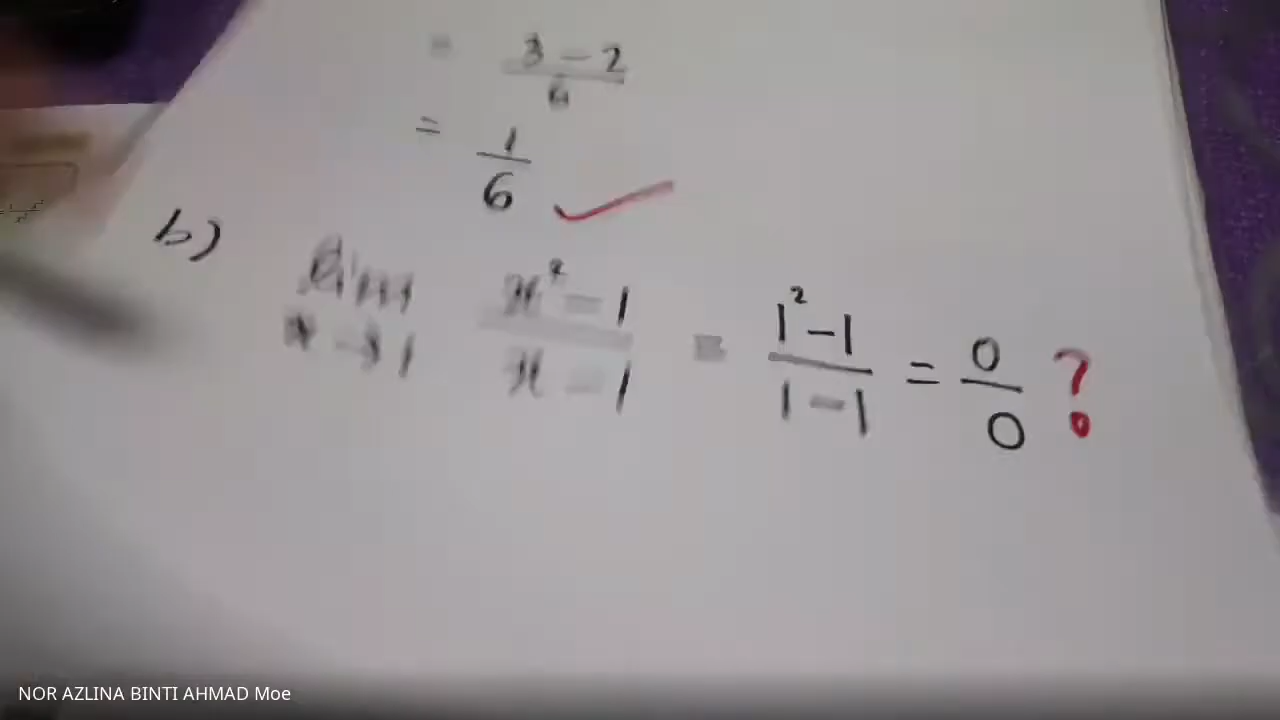 = 3 - 2 / 6
= 1 / 6 ✓
b) lim x→1 x² - 1 / x - 1 = 1² - 1 / 1 - 1 = 0 / 0 ?
NOR AZLINA BINTI AHMAD Moe